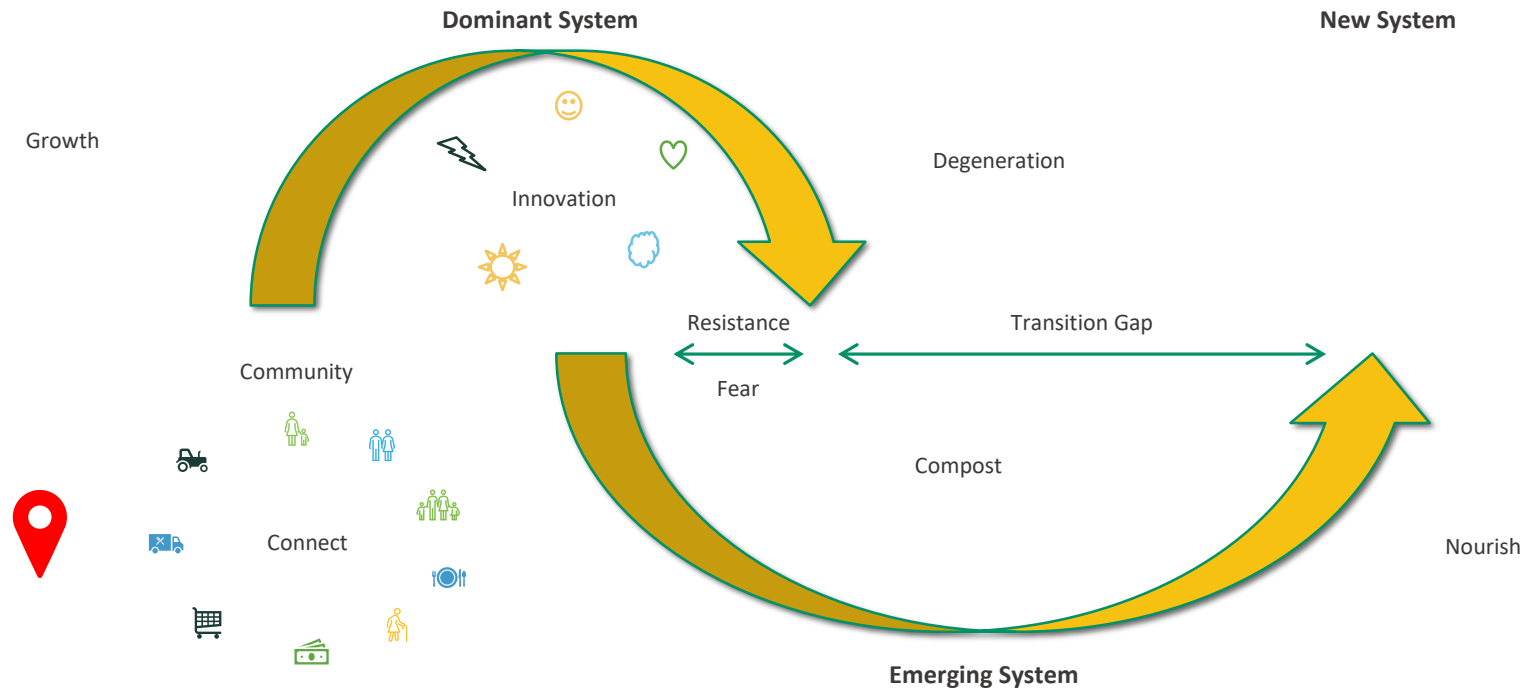 Dominant System
New System
Growth
Degeneration
Innovation
Resistance
Transition Gap
Community
Fear
Compost
Connect
Nourish
Emerging System